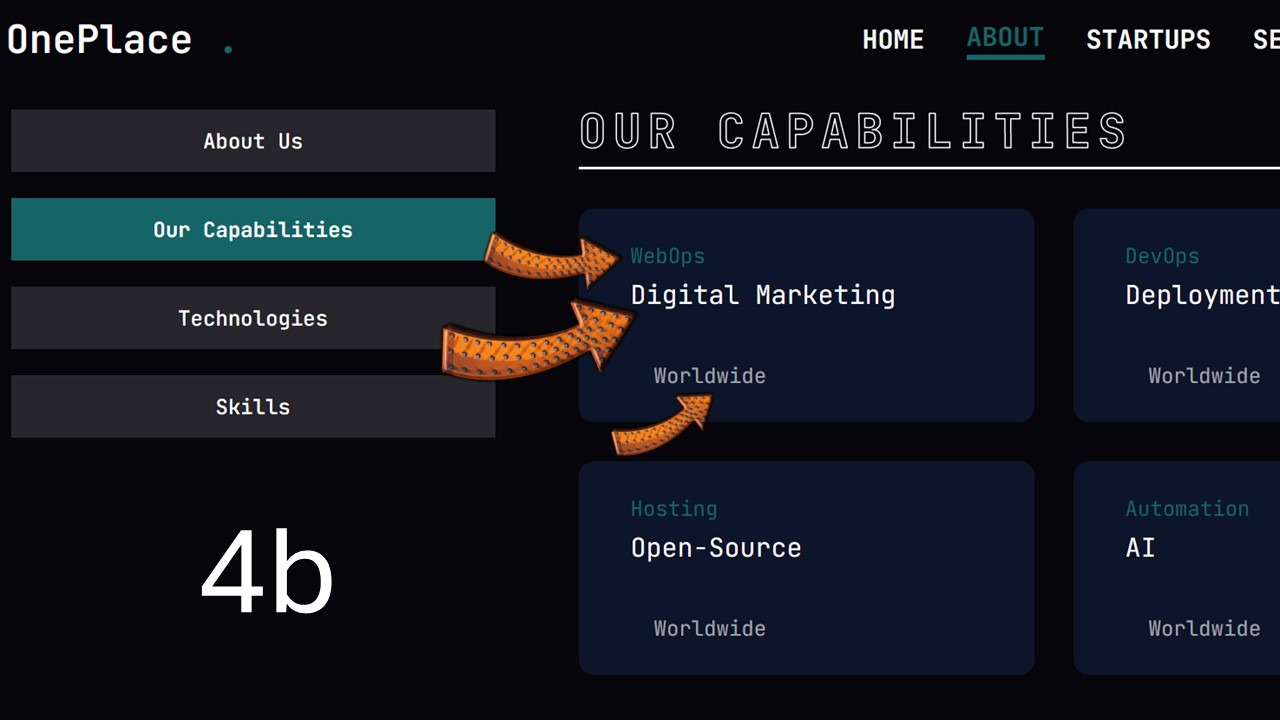 OnePlace .
HOME ABOUT STARTUPS SE
About Us
Our Capabilities
Technologies
Skills
4b
OUR CAPABILITIES
WebOps
Digital Marketing
Worldwide
DevOps
Deployment
Worldwide
Hosting
Open-Source
Worldwide
Automation
AI
Worldwide